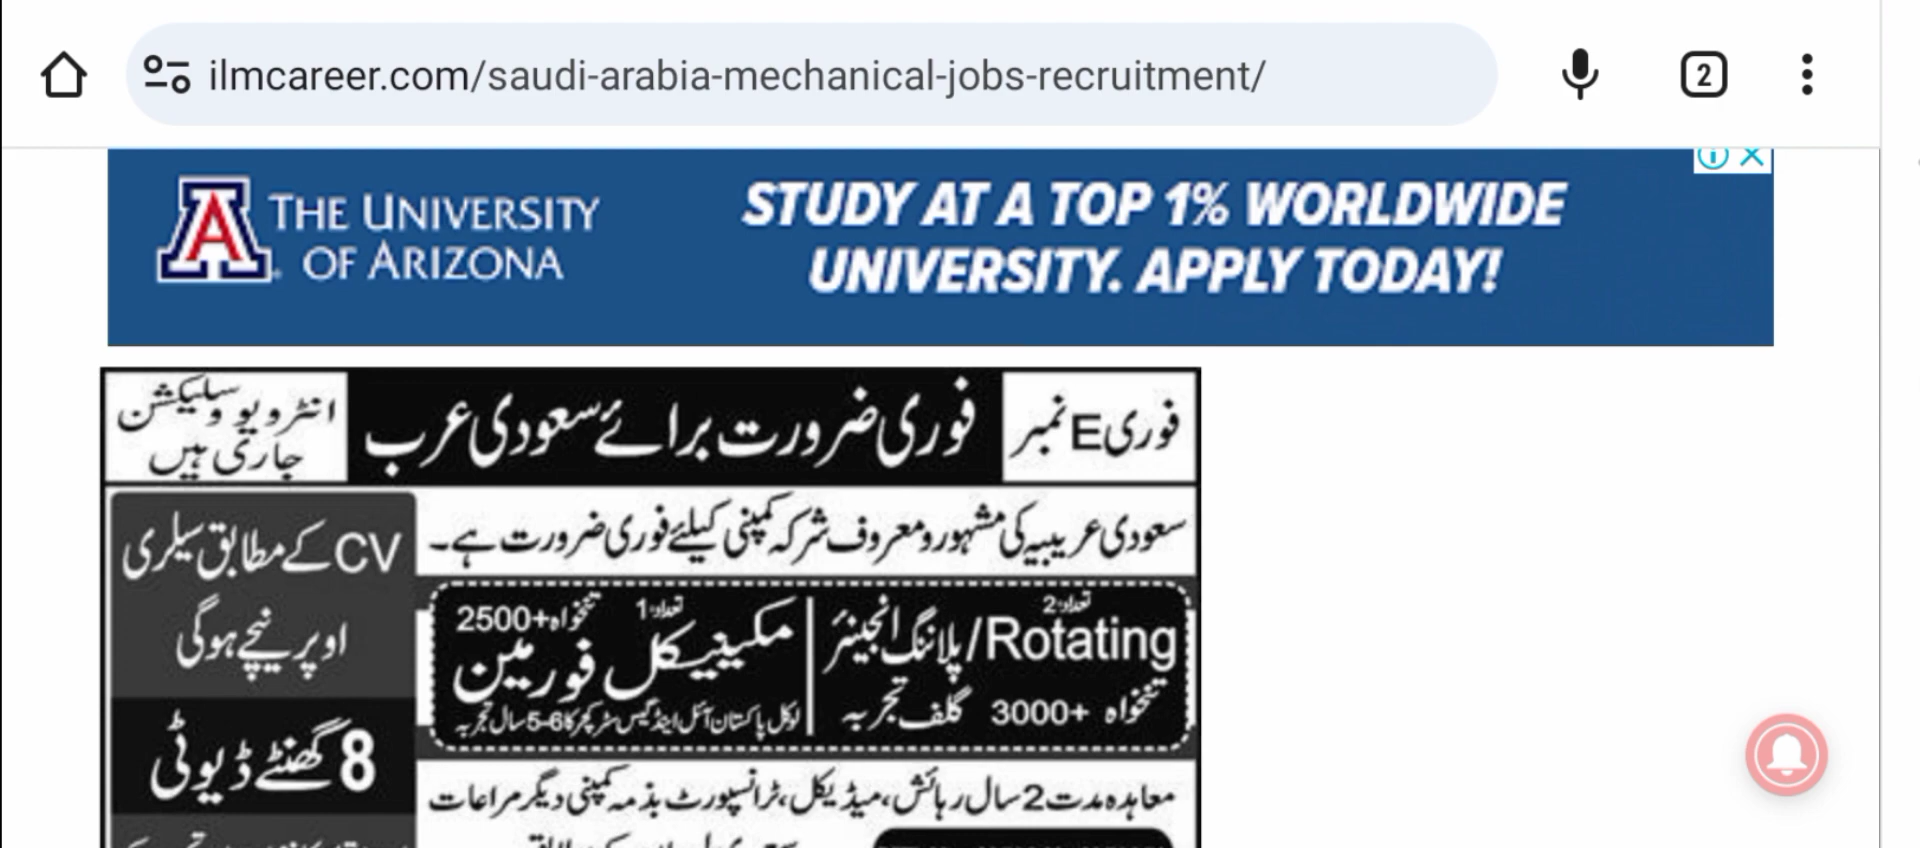 ilmcareer.com/saudi-arabia-mechanical-jobs-recruitment/
2
THE UNIVERSITY
OF ARIZONA
STUDY AT A TOP 1% WORLDWIDE
UNIVERSITY. APPLY TODAY!
فوری E نمبر
فوری ضرورت برائے سعودی عرب
انٹرویو و سلیکشن
جاری ہیں
سعودی عریبیہ کی مشہور و معروف شرکہ کمپنی کیلئے فوری ضرورت ہے۔
تعداد:2
Rotating/پلاننگ انجینئر
تنخواہ +3000 گلف تجربہ
تعداد:1 تنخواہ+2500
مکینیکل فورمین
لوکل پاکستان آئل اینڈ گیس سٹرکچر کا 6-5 سال تجربہ
معاہدہ مدت 2 سال رہائش، میڈیکل، ٹرانسپورٹ بذمہ کمپنی دیگر مراعات
CV کے مطابق سیلری
اوپر نیچے ہوگی
8 گھنٹے ڈیوٹی